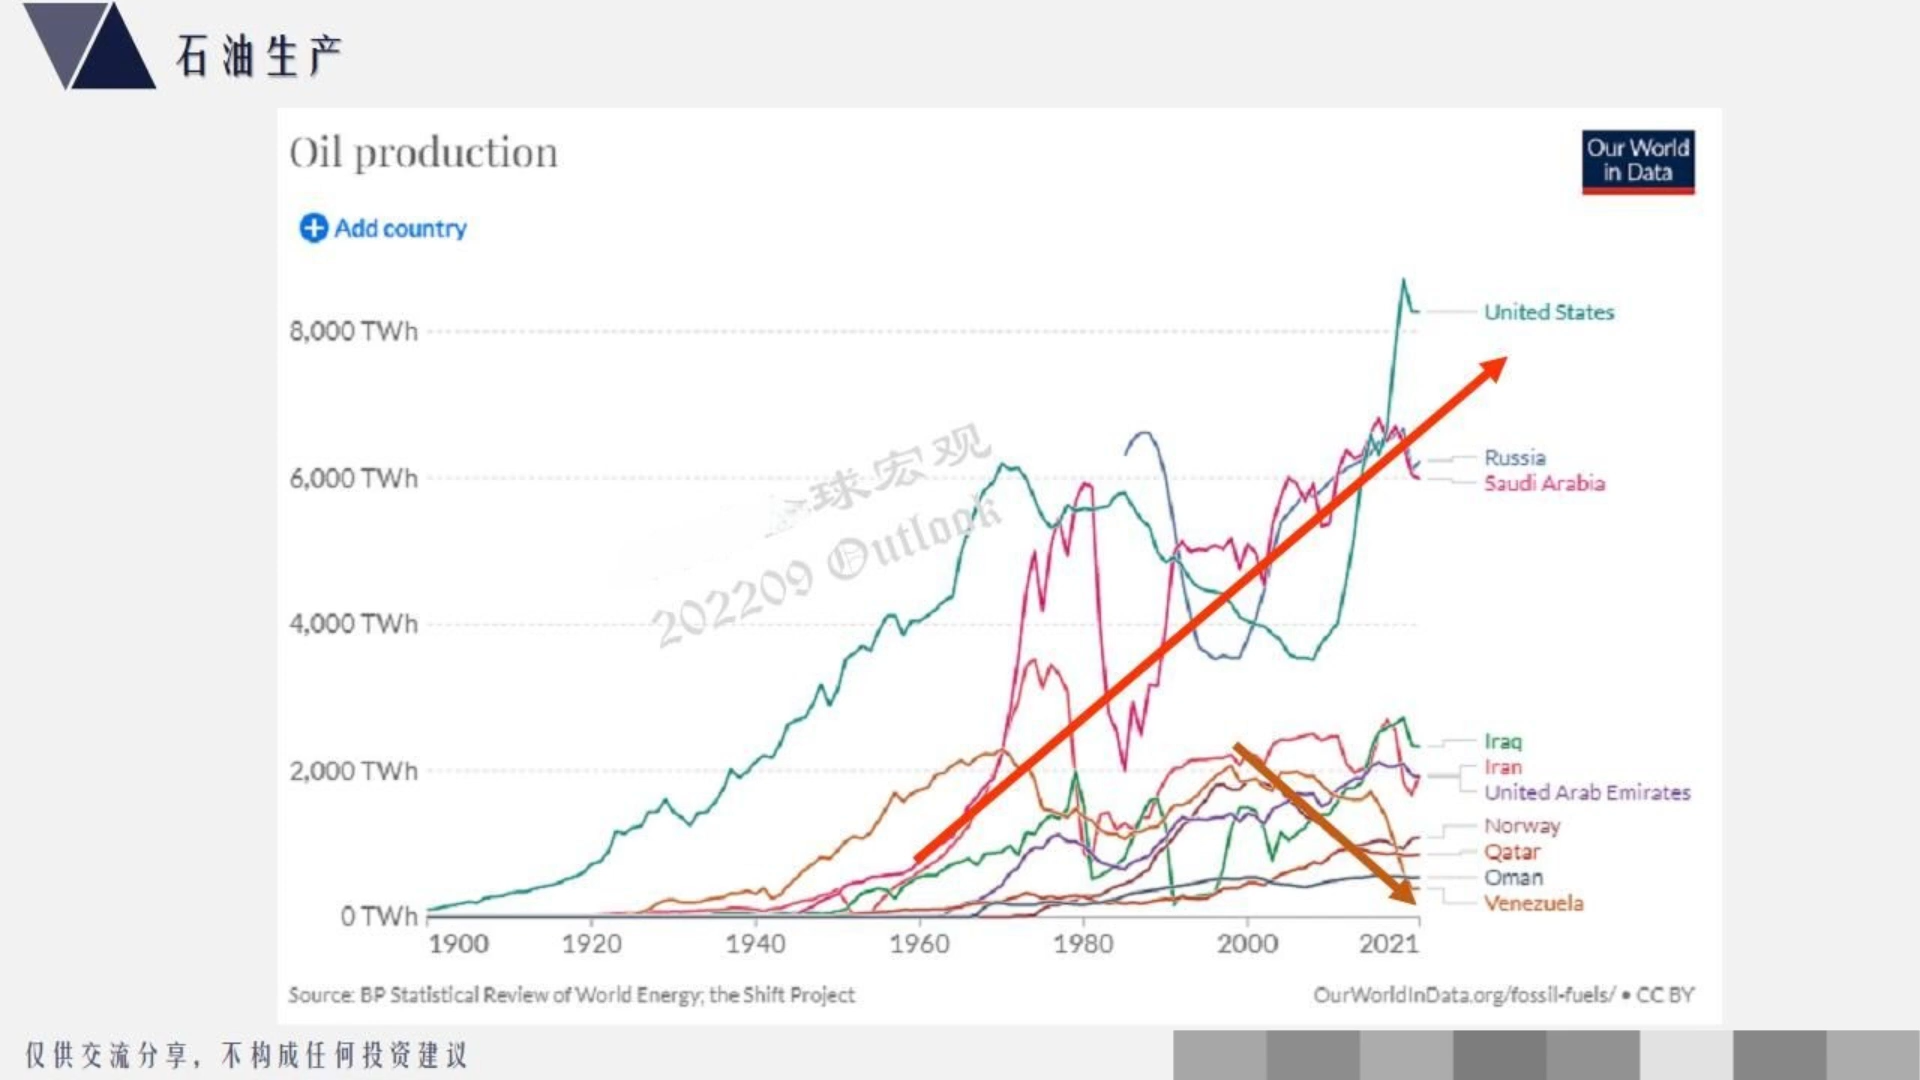 石油生产
Oil production
Our World
in Data
Add country
8,000 TWh
6,000 TWh
4,000 TWh
2,000 TWh
0 TWh
United States
Russia
Saudi Arabia
Iraq
Iran
United Arab Emirates
Norway
Qatar
Oman
Venezuela
球宏观
202209 Outlook
1900 1920 1940 1960 1980 2000 2021
Source: BP Statistical Review of World Energy; the Shift Project
OurWorldInData.org/fossil-fuels/ • CC BY
仅供交流分享，不构成任何投资建议